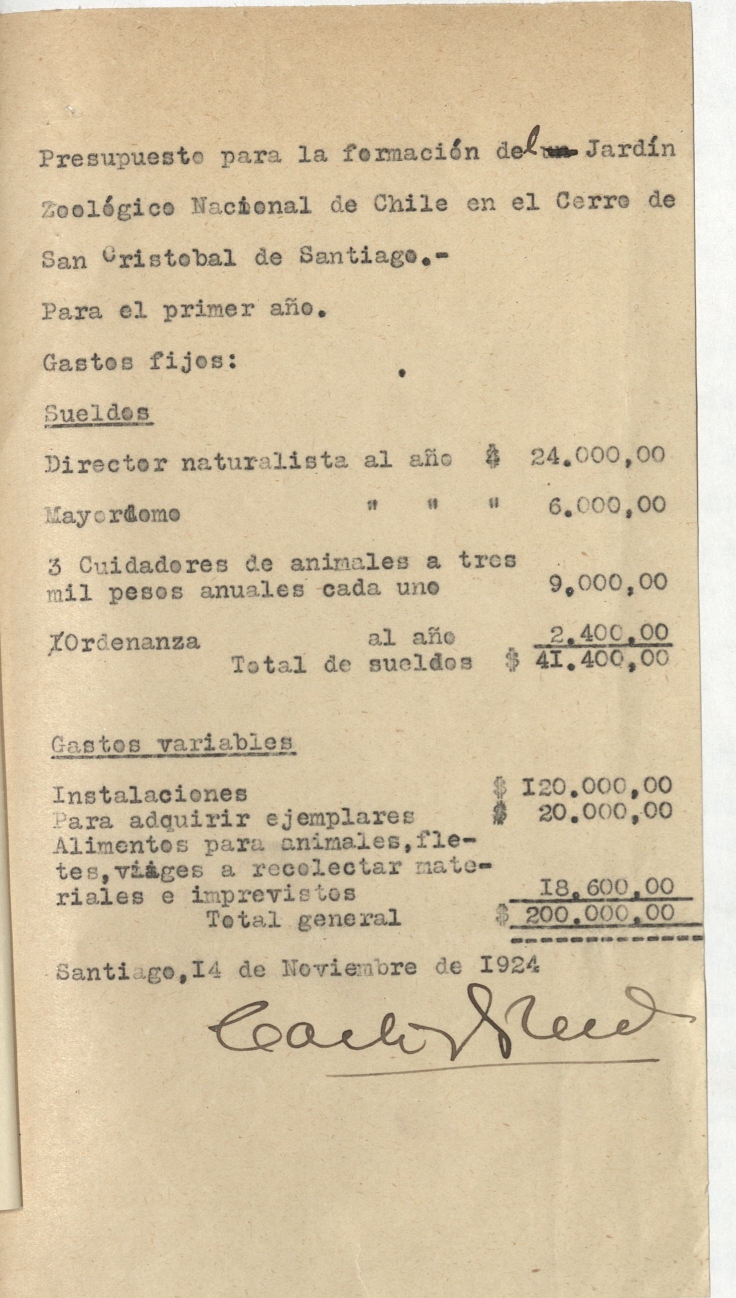 Presupuesto para la formación del un Jardín
Zoológico Nacional de Chile en el Cerro de
San Cristobal de Santiago.-
Para el primer año.
Gastos fijos:
Sueldos
Director naturalista al año $ 24.000,00
Mayordomo " " " 6.000,00
3 Cuidadores de animales a tres
mil pesos anuales cada uno 9.000,00
1 Ordenanza al año 2.400.00
Total de sueldos $ 41.400,00
Gastos variables
Instalaciones $ 120.000,00
Para adquirir ejemplares $ 20.000,00
Alimentos para animales,fle-
tes,viages a recolectar mate-
riales e imprevistos 18.600.00
Total general $ 200.000.00
Santiago,14 de Noviembre de 1924
Carlos S Reed